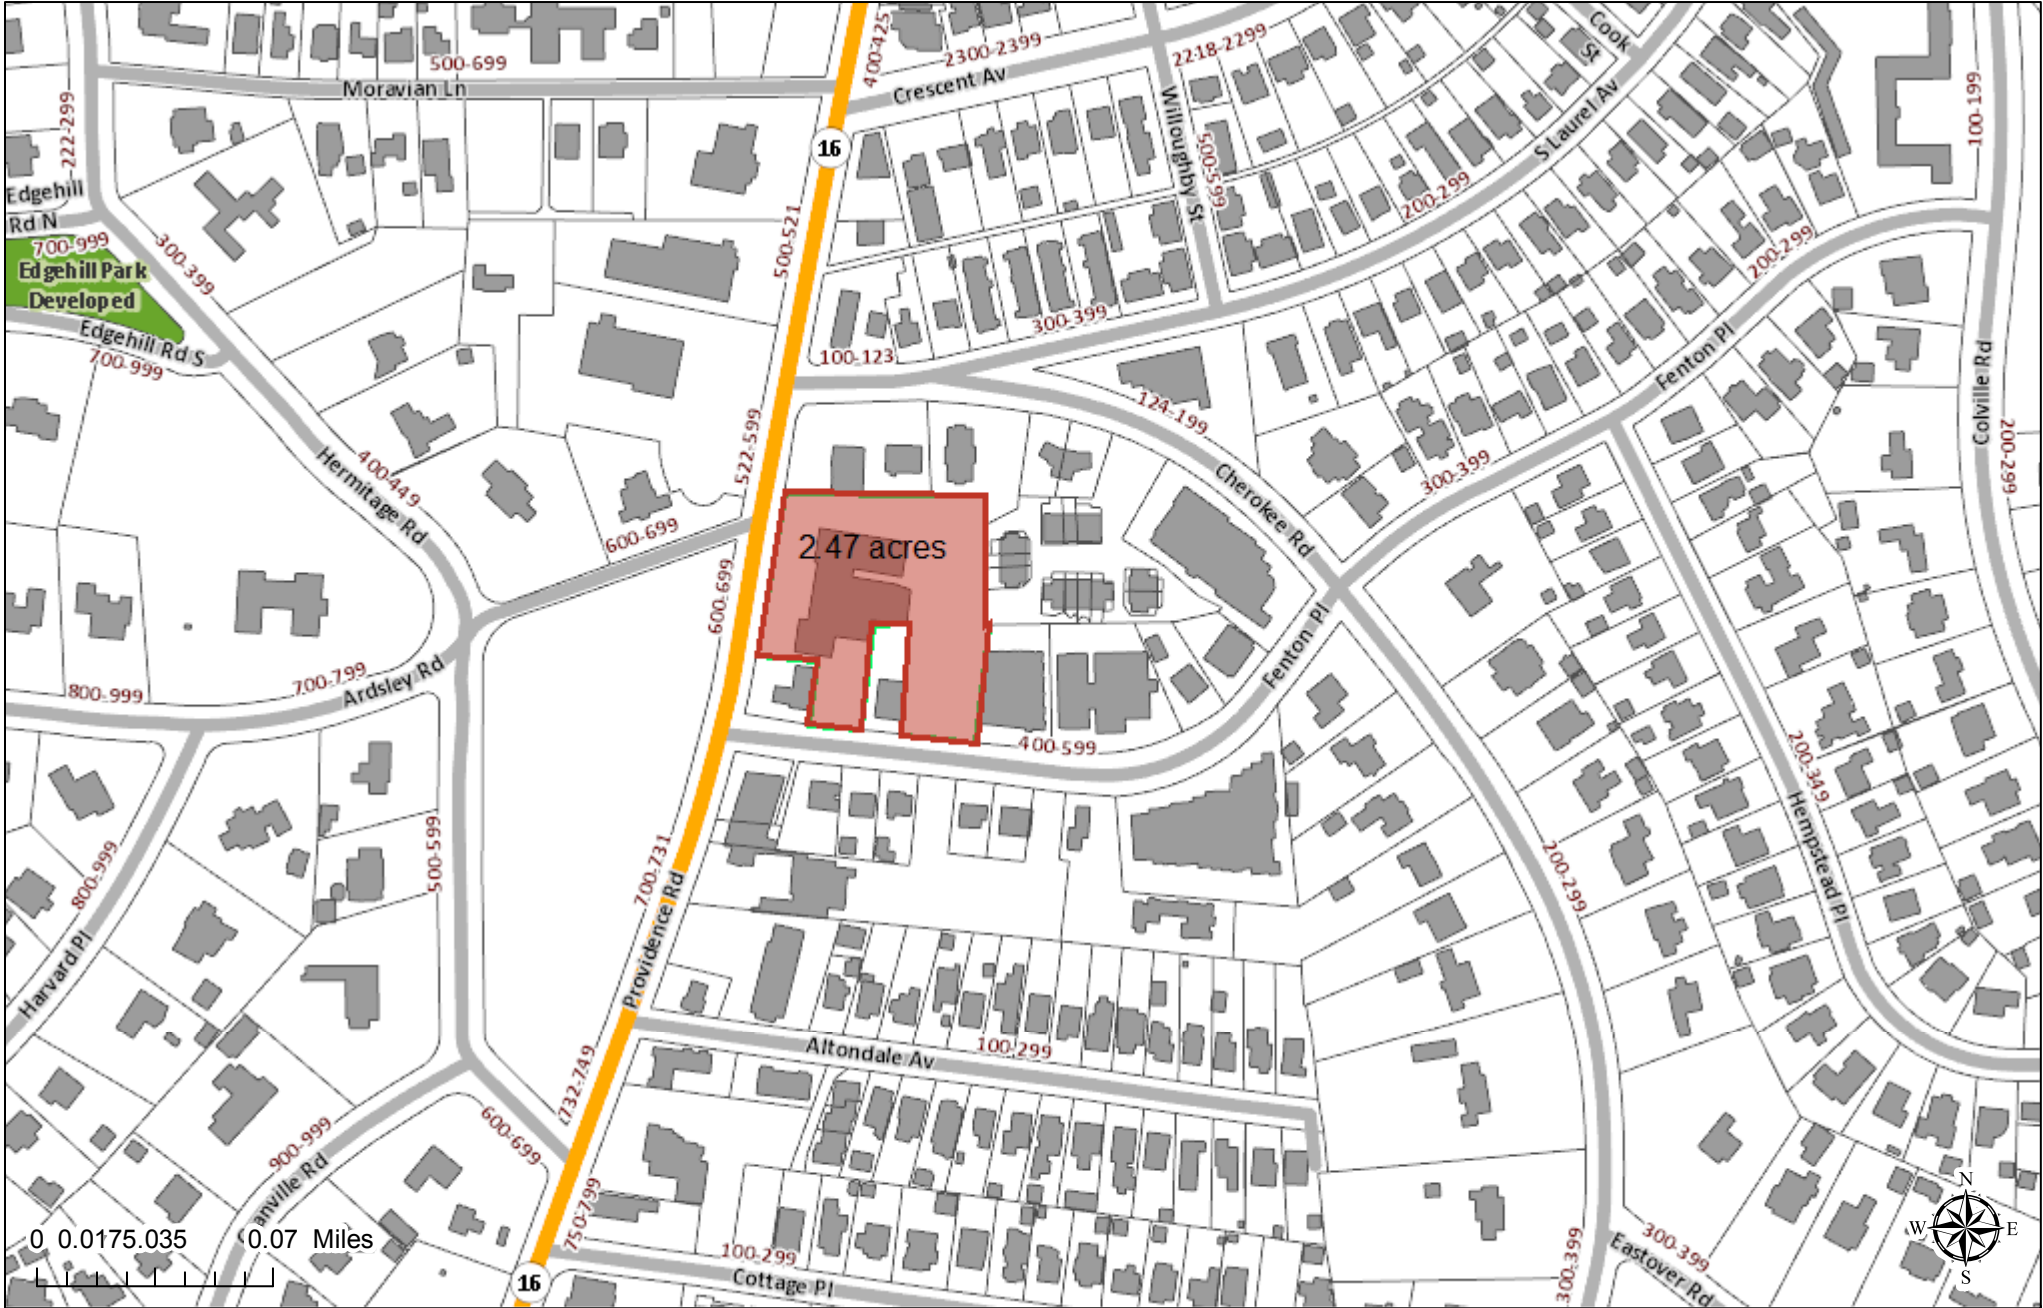 400-425
2300-2399
2218-2299
Cook
St
500-699
Moravian Ln
Crescent Av
222-299
100-199
16
Willoughby St
500-599
S Laurel Av
200-299
Edgehill
Rd N
700-999
300-399
500-521
200-299
Edgehill Park
Developed
Edgehill Rd S
700-999
300-399
100-123
Fenton Pl
Colville Rd
124-199
522-599
200-299
Hermitage Rd
400-449
300-399
Cherokee Rd
600-699
2.47 acres
600-699
Fenton Pl
700-799
Ardsley Rd
800-999
400-599
200-349
Hempstead Pl
500-599
800-999
700-731
Providence Rd
200-299
Harvard Pl
Altondale Av
100-299
732-749
900-999
600-699
anville Rd
750-799
0 0.0175.035 0.07 Miles
100-299
Cottage Pl
16
300-399
300-399
Eastover Rd
N
W
E
S